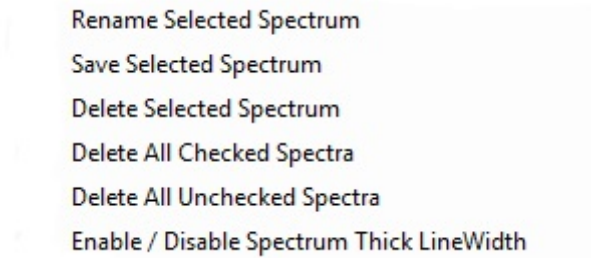 Rename Selected Spectrum
Save Selected Spectrum
Delete Selected Spectrum
Delete All Checked Spectra
Delete All Unchecked Spectra
Enable / Disable Spectrum Thick LineWidth